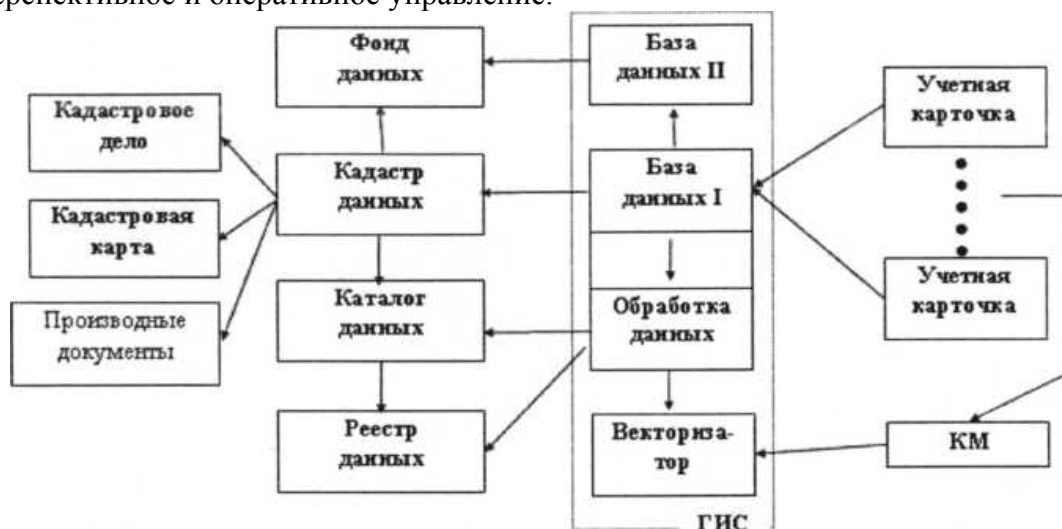 ерспективное и оперативное управление.
Фонд
данных
База
данных II
Учетная
карточка
Кадастровое
дело
Кадастр
данных
База
данных I
Кадастровая
карта
Учетная
карточка
Каталог
данных
Обработка
данных
Производные
документы
Реестр
данных
Векториза-
тор
КМ
ГИС